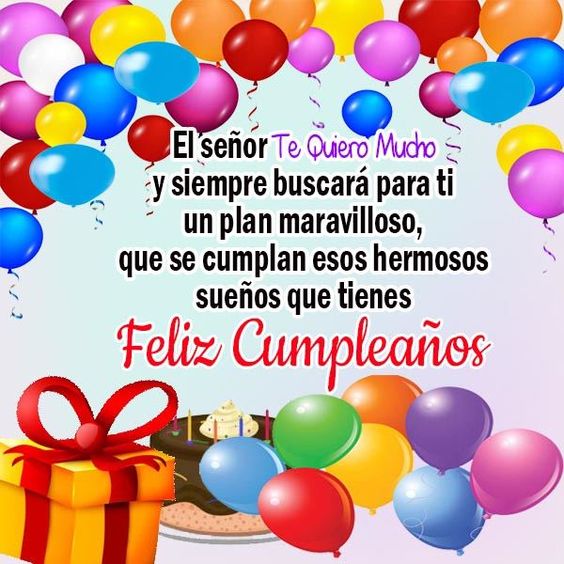 El señor Te Quiero Mucho
y siempre buscará para ti
un plan maravilloso,
que se cumplan esos hermosos
sueños que tienes
Feliz Cumpleaños